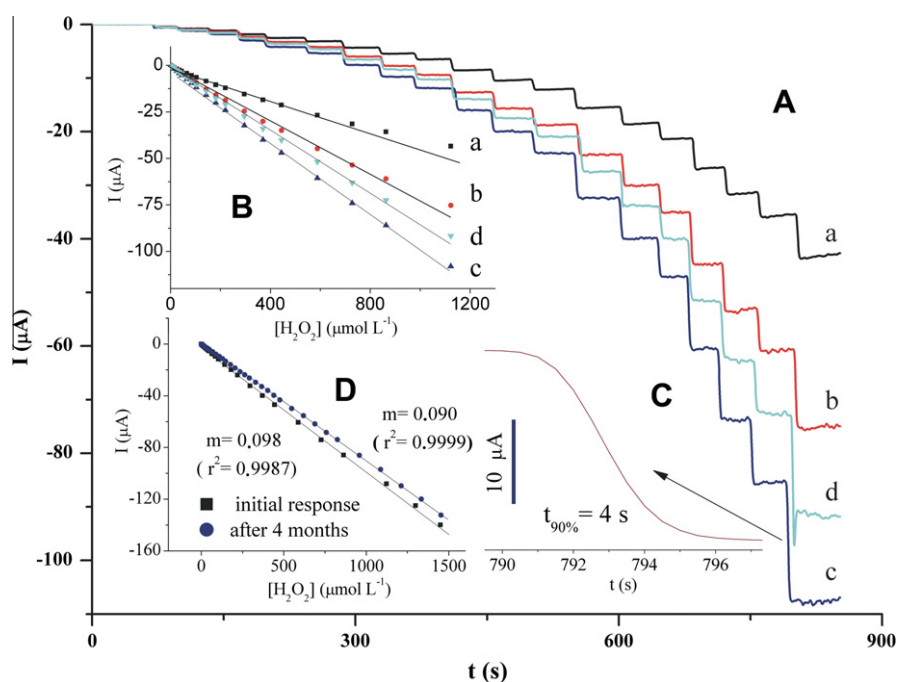 0
-20
-40
-60
-80
-100
I (μA)
0 300 600 900
t (s)
A
a
b
d
c
0
-25
-50
-75
-100
I (μA)
B
a
b
d
c
0 400 800 1200
[H₂O₂] (μmol L⁻¹)
0
-40
-80
-120
-160
I (μA)
D
m= 0.098
( r²= 0.9987)
m= 0.090
( r²= 0.9999)
initial response
after 4 months
0 500 1000 1500
[H₂O₂] (μmol L⁻¹)
C
10 μA
t90%= 4 s
790 792 794 796
t (s)